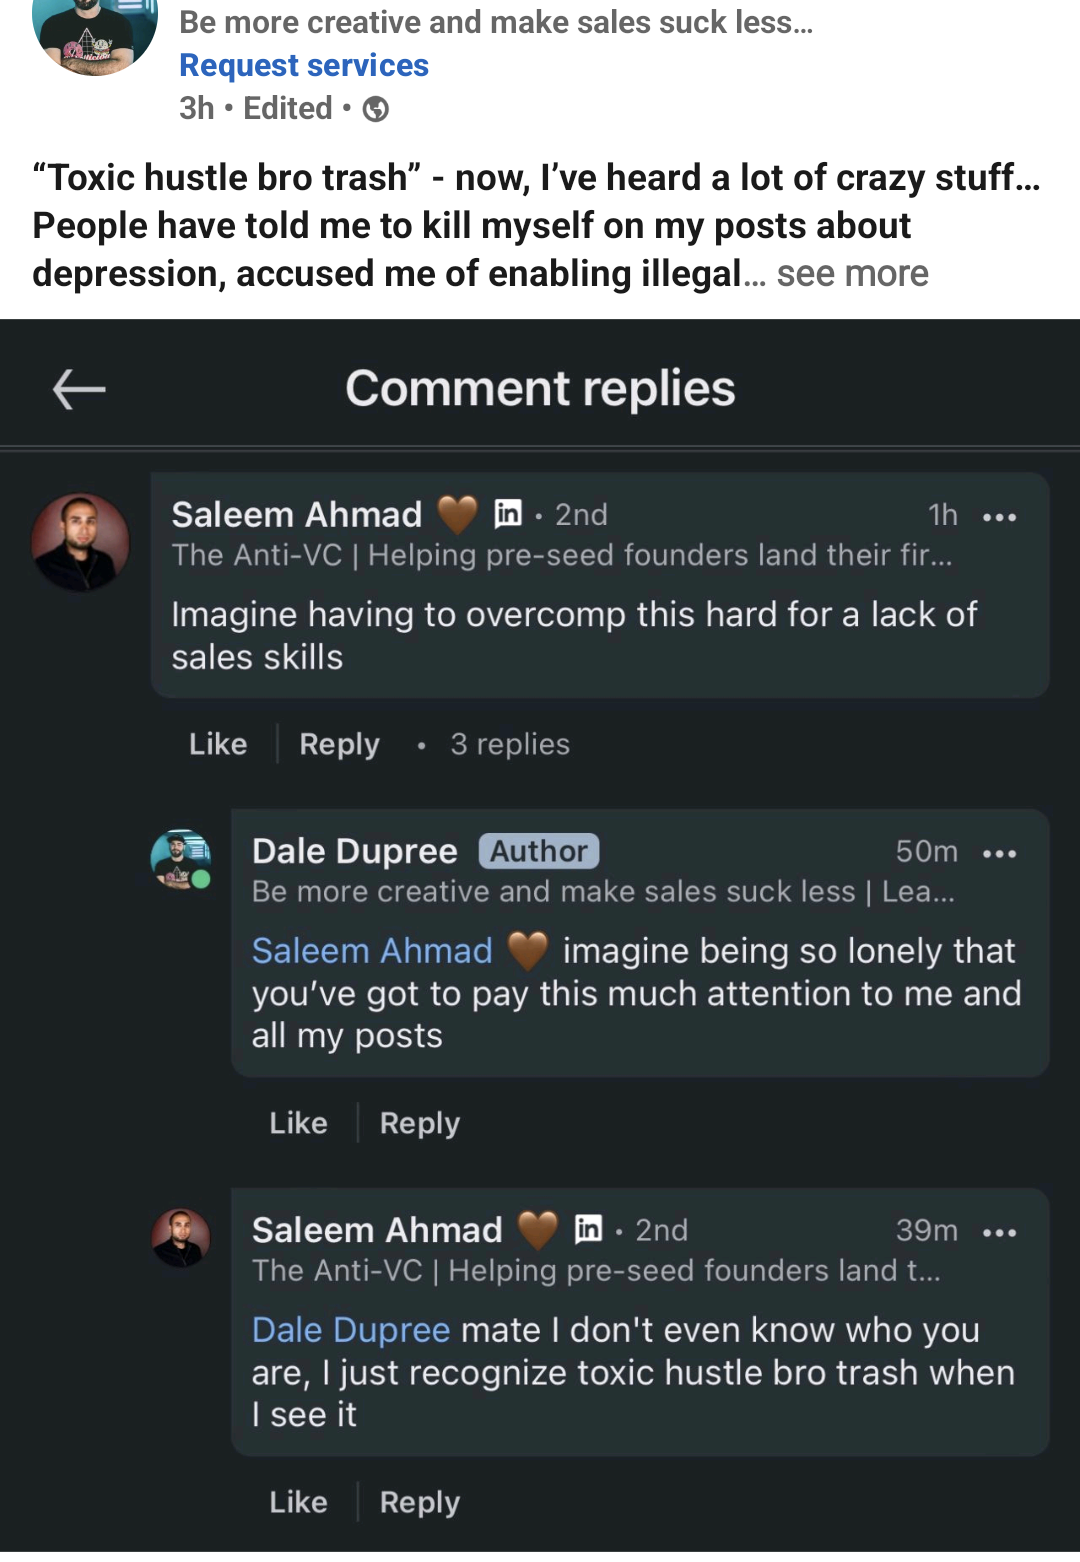 Be more creative and make sales suck less...
Request services
3h • Edited •
“Toxic hustle bro trash” - now, I’ve heard a lot of crazy stuff...
People have told me to kill myself on my posts about
depression, accused me of enabling illegal... see more
Comment replies
Saleem Ahmad 🤎 in • 2nd 1h •••
The Anti-VC | Helping pre-seed founders land their fir...
Imagine having to overcomp this hard for a lack of
sales skills
Like Reply • 3 replies
Dale Dupree Author 50m •••
Be more creative and make sales suck less | Lea...
Saleem Ahmad 🤎 imagine being so lonely that
you’ve got to pay this much attention to me and
all my posts
Like Reply
Saleem Ahmad 🤎 in • 2nd 39m •••
The Anti-VC | Helping pre-seed founders land t...
Dale Dupree mate I don't even know who you
are, I just recognize toxic hustle bro trash when
I see it
Like Reply